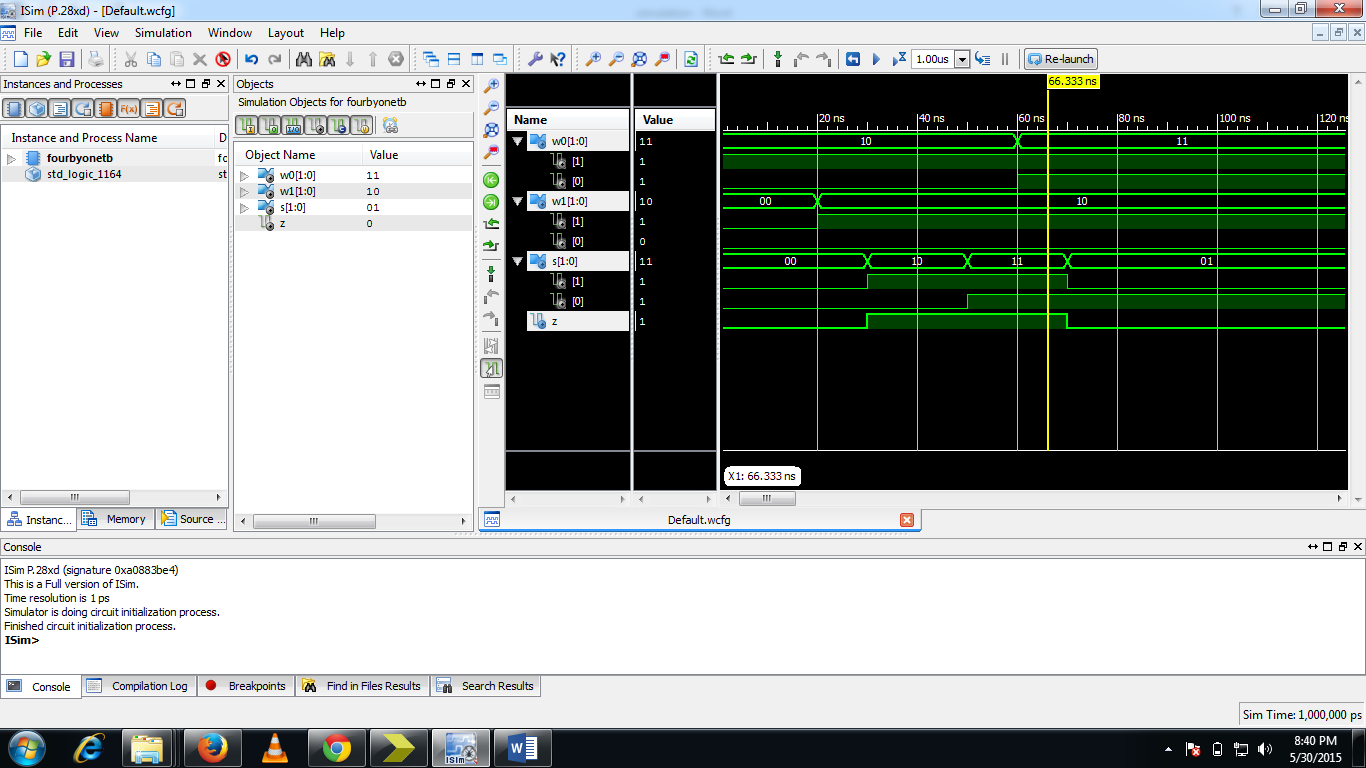 ISim (P.28xd) - [Default.wcfg]
File Edit View Simulation Window Layout Help
1.00us Re-launch
Instances and Processes
Instance and Process Name D
fourbyonetb fo
std_logic_1164 st
Instanc... Memory Source ...
Objects
Simulation Objects for fourbyonetb
Object Name Value
w0[1:0] 11
w1[1:0] 10
s[1:0] 01
z 0
Name Value
w0[1:0] 11
[1] 1
[0] 1
w1[1:0] 10
[1] 1
[0] 0
s[1:0] 11
[1] 1
[0] 1
z 1
66.333 ns
20 ns 40 ns 60 ns 80 ns 100 ns 120 ns
10 11
00 10
00 10 11 01
X1: 66.333 ns
Default.wcfg
Console
ISim P.28xd (signature 0xa0883be4)
This is a Full version of ISim.
Time resolution is 1 ps
Simulator is doing circuit initialization process.
Finished circuit initialization process.
ISim>
Console Compilation Log Breakpoints Find in Files Results Search Results
Sim Time: 1,000,000 ps
ISim
8:40 PM
5/30/2015